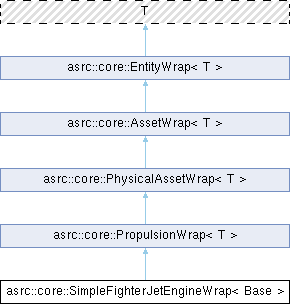 T
asrc::core::EntityWrap< T >
asrc::core::AssetWrap< T >
asrc::core::PhysicalAssetWrap< T >
asrc::core::PropulsionWrap< T >
asrc::core::SimpleFighterJetEngineWrap< Base >